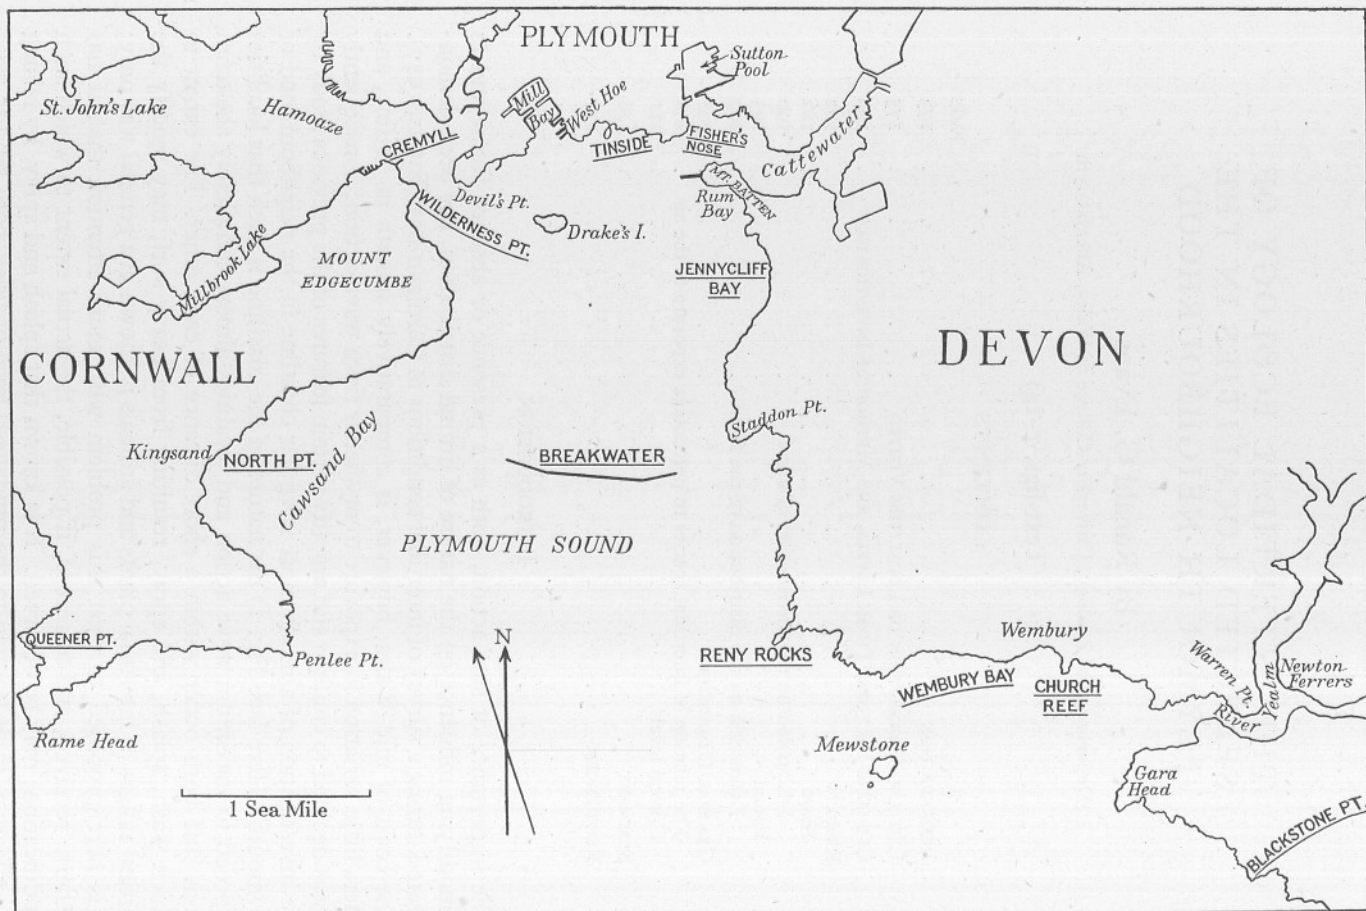 PLYMOUTH
Sutton
Pool
St. John's Lake
Hamoaze
Mill
Bay
West Hoe
CREMYLL
TINSIDE
FISHER'S
NOSE
Cattewater
MT. BATTEN
Rum
Bay
Devil's Pt.
WILDERNESS PT.
Drake's I.
Millbrook Lake
MOUNT
EDGECUMBE
JENNYCLIFF
BAY
CORNWALL
DEVON
Staddon Pt.
Kingsand
NORTH PT.
Cawsand Bay
BREAKWATER
PLYMOUTH SOUND
QUEENER PT.
Penlee Pt.
N
RENY ROCKS
Wembury
WEMBURY BAY
CHURCH
REEF
Warren Pt.
River
Yealm
Newton
Ferrers
Rame Head
Mewstone
Gara
Head
1 Sea Mile
BLACKSTONE PT.